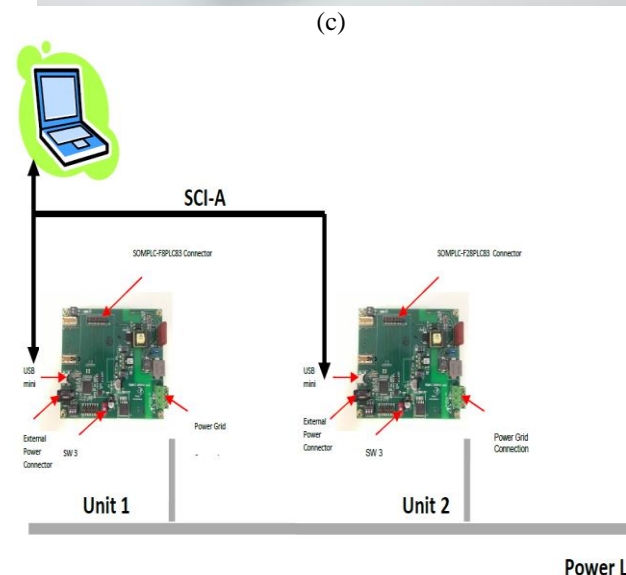 (c)
SCI-A
SOMPLC-F8PLC83 Connector
SOMPLC-F28PLC83 Connector
USB
mini
External
Power
Connector
SW 3
Power Grid
USB
mini
External
Power
Connector
SW 3
Power Grid
Connection
Unit 1
Unit 2
Power L